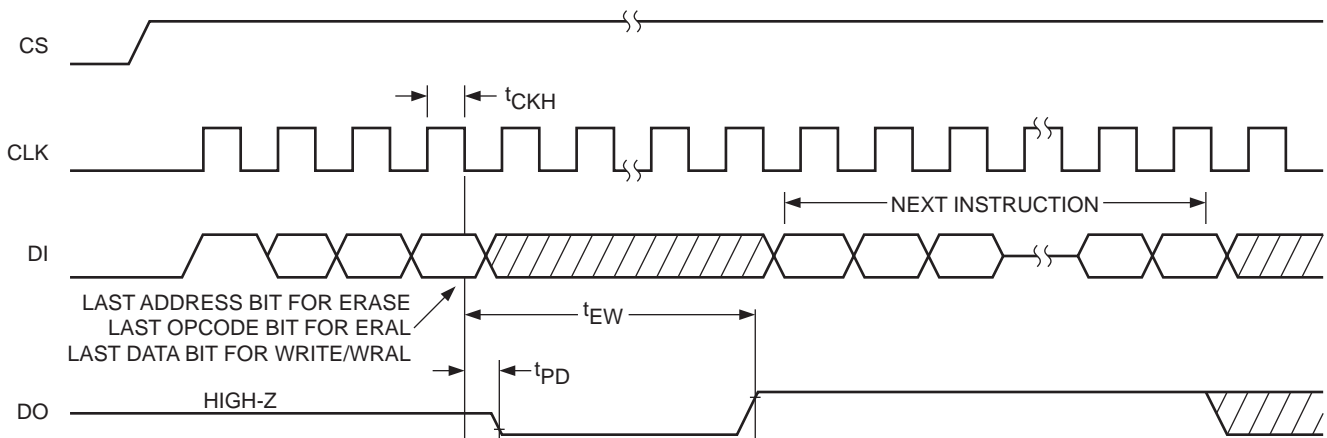 CS
tCKH
CLK
NEXT INSTRUCTION
DI
LAST ADDRESS BIT FOR ERASE
LAST OPCODE BIT FOR ERAL
LAST DATA BIT FOR WRITE/WRAL
tEW
tPD
HIGH-Z
DO